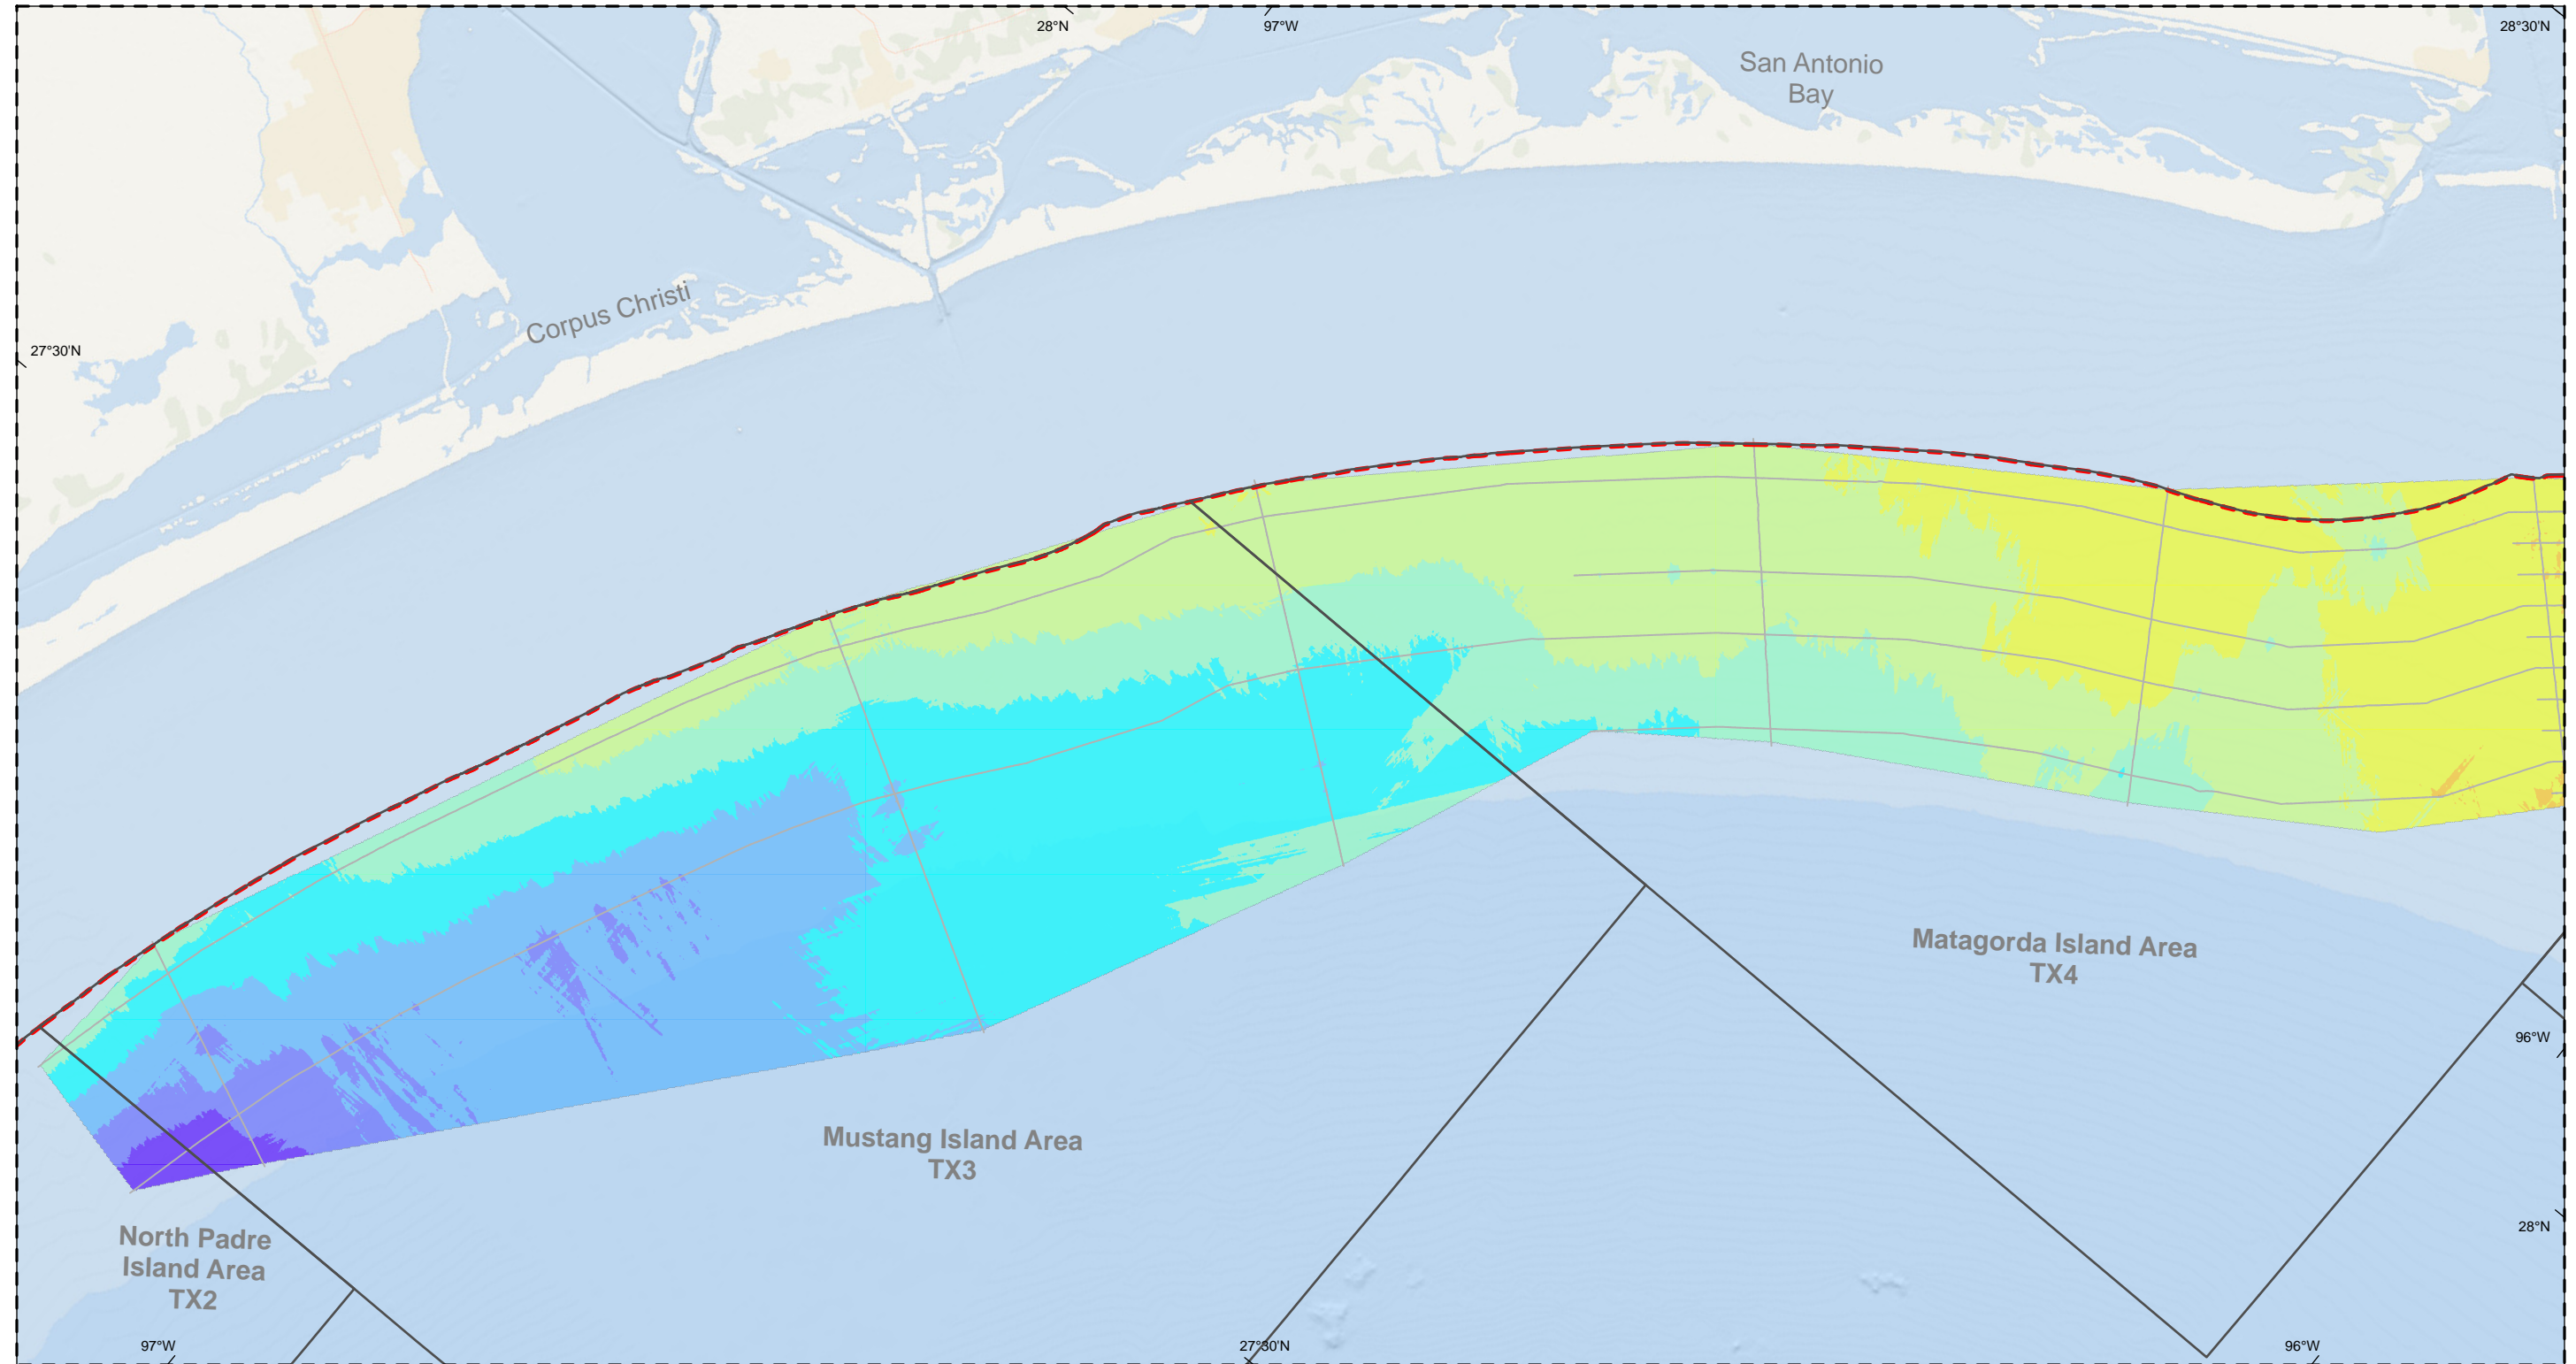 28°N
97°W
28°30'N
San Antonio
Bay
Corpus Christi
27°30'N
Matagorda Island Area
TX4
96°W
Mustang Island Area
TX3
28°N
North Padre
Island Area
TX2
97°W
27°30'N
96°W